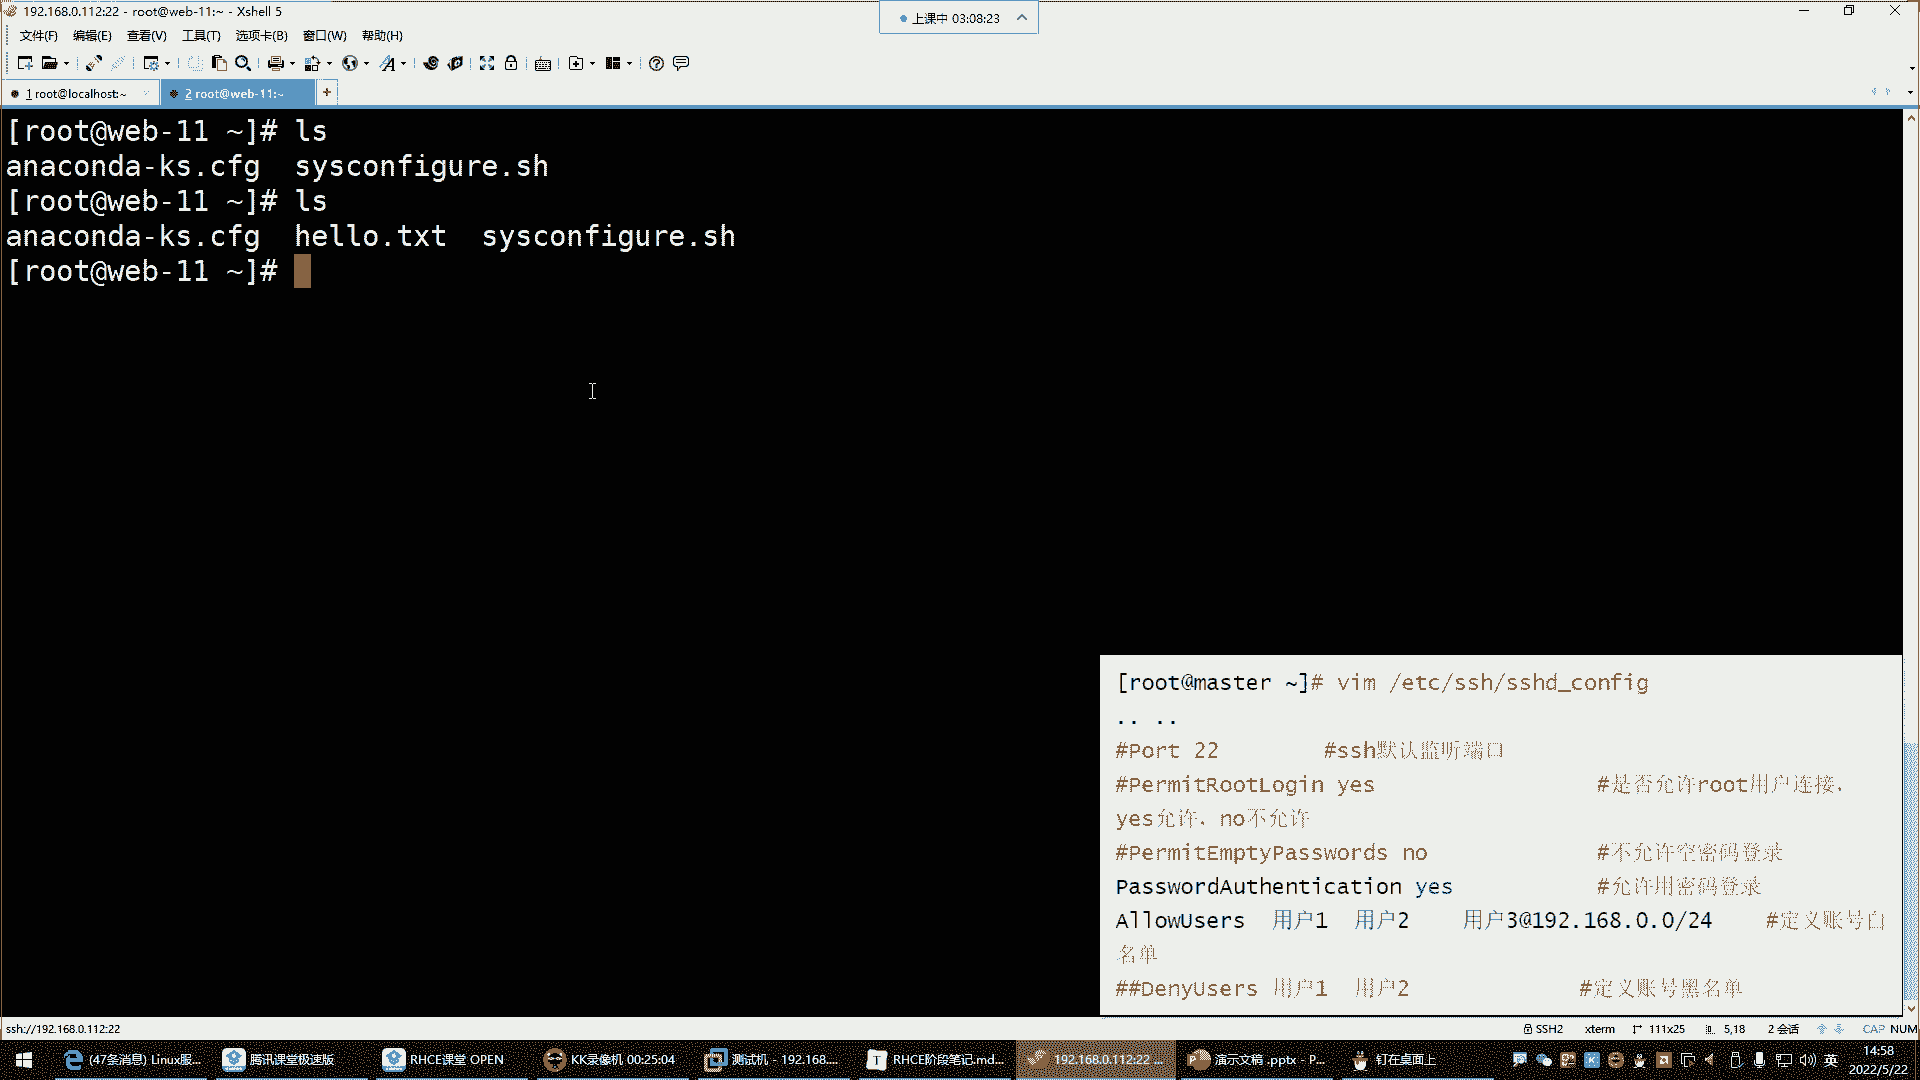 192.168.0.112:22 - root@web-11:~ - Xshell 5
上课中 03:08:23
文件(F) 编辑(E) 查看(V) 工具(T) 选项卡(B) 窗口(W) 帮助(H)
1 root@localhost:~
2 root@web-11:~
[root@web-11 ~]# ls
anaconda-ks.cfg  sysconfigure.sh
[root@web-11 ~]# ls
anaconda-ks.cfg  hello.txt  sysconfigure.sh
[root@web-11 ~]#
[root@master ~]# vim /etc/ssh/sshd_config
.. ..
#Port 22 #ssh默认监听端口
#PermitRootLogin yes #是否允许root用户连接,
yes允许, no不允许
#PermitEmptyPasswords no #不允许空密码登录
PasswordAuthentication yes #允许用密码登录
AllowUsers 用户1 用户2 用户3@192.168.0.0/24 #定义账号白
名单
##DenyUsers 用户1 用户2 #定义账号黑名单
ssh://192.168.0.112:22
SSH2 xterm 111x25 5,18 2 会话 CAP NUM
(47条消息) Linux服...
腾讯课堂极速版
RHCE课堂 OPEN
KK录像机 00:25:04
测试机 - 192.168....
RHCE阶段笔记.md...
192.168.0.112:22 ...
演示文稿 .pptx - P...
钉在桌面上
英
14:58
2022/5/22